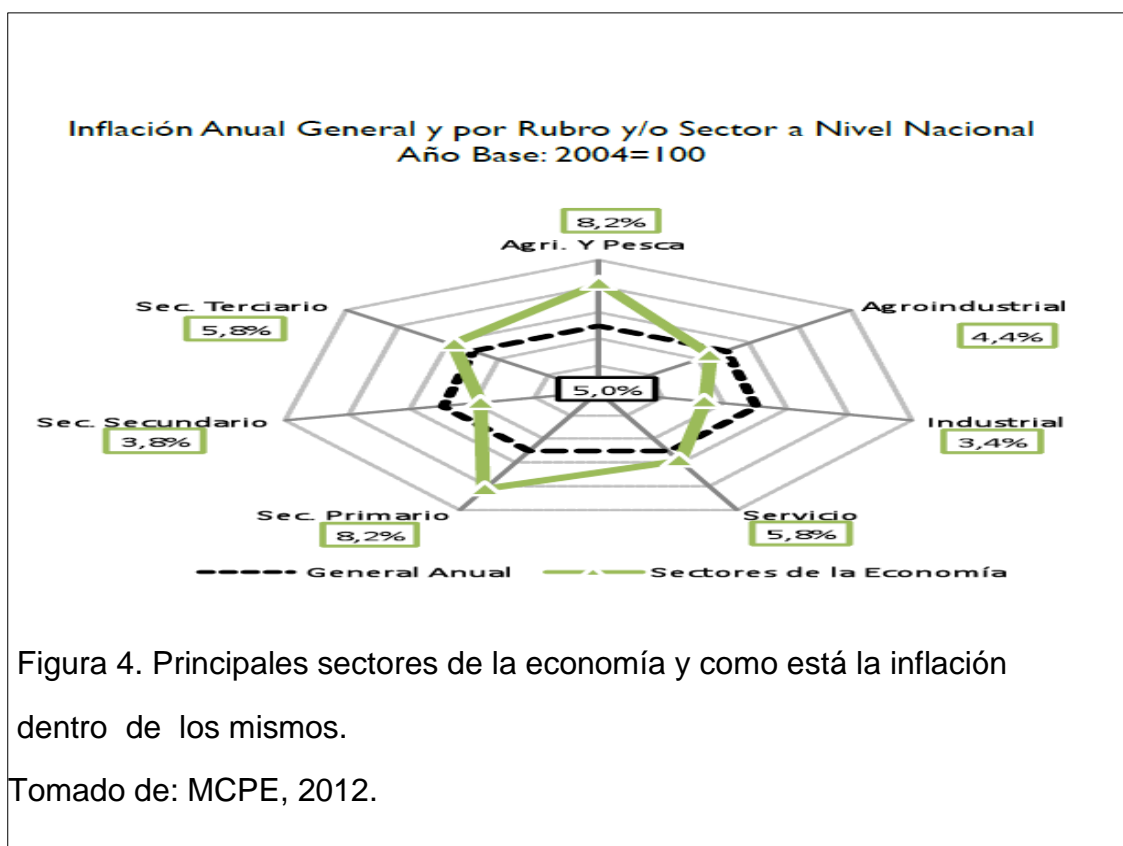 Inflación Anual General y por Rubro y/o Sector a Nivel Nacional
Año Base: 2004=100
8,2%
Agri. Y Pesca
Sec. Terciario
5,8%
Agroindustrial
4,4%
5,0%
Sec. Secundario
3,8%
Industrial
3,4%
Sec. Primario
8,2%
Servicio
5,8%
General Anual
Sectores de la Economía
Figura 4. Principales sectores de la economía y como está la inflación
dentro de los mismos.
Tomado de: MCPE, 2012.